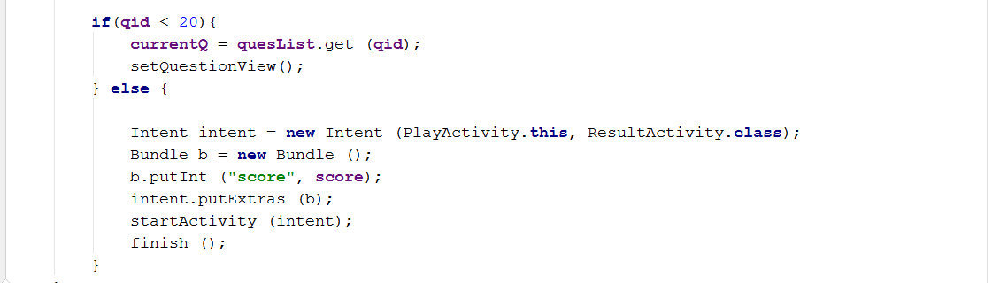 if(qid < 20){
currentQ = quesList.get (qid);
setQuestionView();
} else {
Intent intent = new Intent (PlayActivity.this, ResultActivity.class);
Bundle b = new Bundle ();
b.putInt ("score", score);
intent.putExtras (b);
startActivity (intent);
finish ();
}